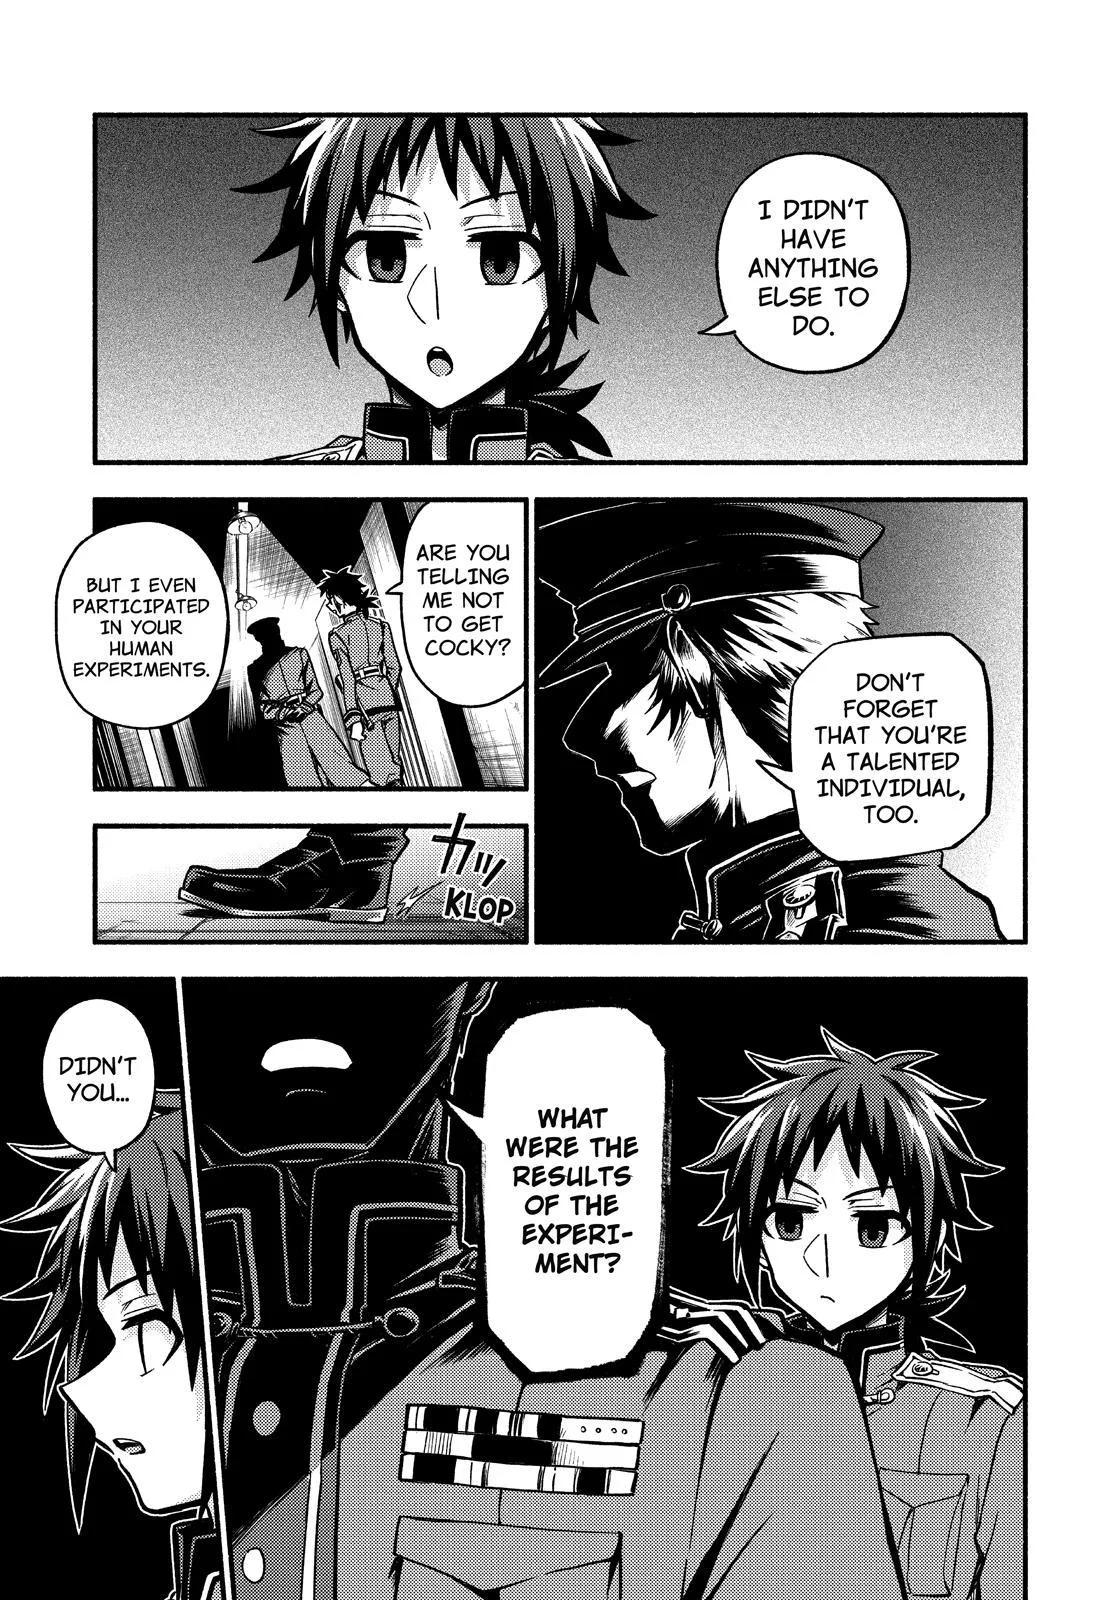 I DIDN'T
HAVE
ANYTHING
ELSE TO
DO.
DON'T
FORGET
THAT YOU'RE
A TALENTED
INDIVIDUAL,
TOO.
ARE YOU
TELLING
ME NOT
TO GET
COCKY?
BUT I EVEN
PARTICIPATED
IN YOUR
HUMAN
EXPERIMENTS.
カッ
KLOP
WHAT
WERE THE
RESULTS
OF THE
EXPERI-
MENT?
DIDN'T
YOU...